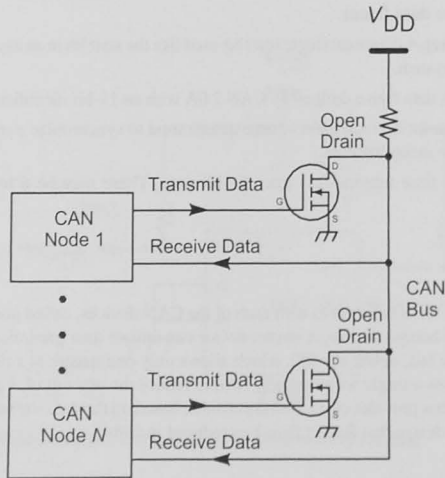 VDD
Open
Drain
D
Transmit Data
G
S
CAN
Node 1
Receive Data
CAN
Bus
Open
Drain
D
Transmit Data
G
S
CAN
Node N
Receive Data